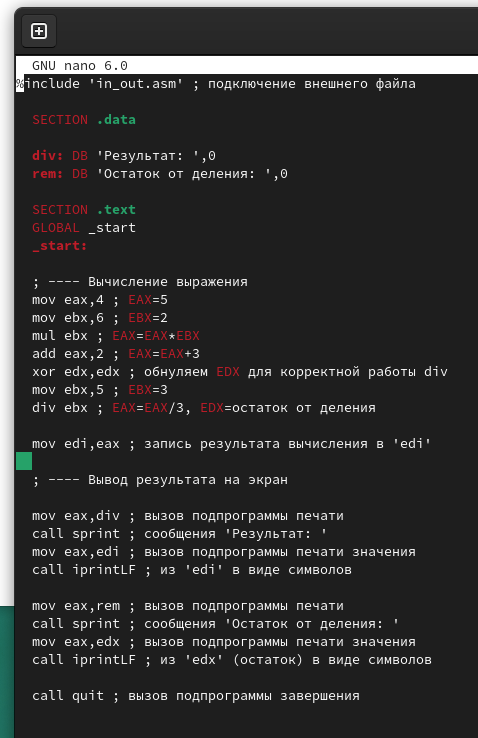 GNU nano 6.0
%include 'in_out.asm' ; подключение внешнего файла
SECTION .data
div: DB 'Результат: ',0
rem: DB 'Остаток от деления: ',0
SECTION .text
GLOBAL _start
_start:
; ---- Вычисление выражения
mov eax,4 ; EAX=5
mov ebx,6 ; EBX=2
mul ebx ; EAX=EAX*EBX
add eax,2 ; EAX=EAX+3
xor edx,edx ; обнуляем EDX для корректной работы div
mov ebx,5 ; EBX=3
div ebx ; EAX=EAX/3, EDX=остаток от деления
mov edi,eax ; запись результата вычисления в 'edi'
; ---- Вывод результата на экран
mov eax,div ; вызов подпрограммы печати
call sprint ; сообщения 'Результат: '
mov eax,edi ; вызов подпрограммы печати значения
call iprintLF ; из 'edi' в виде символов
mov eax,rem ; вызов подпрограммы печати
call sprint ; сообщения 'Остаток от деления: '
mov eax,edx ; вызов подпрограммы печати значения
call iprintLF ; из 'edx' (остаток) в виде символов
call quit ; вызов подпрограммы завершения